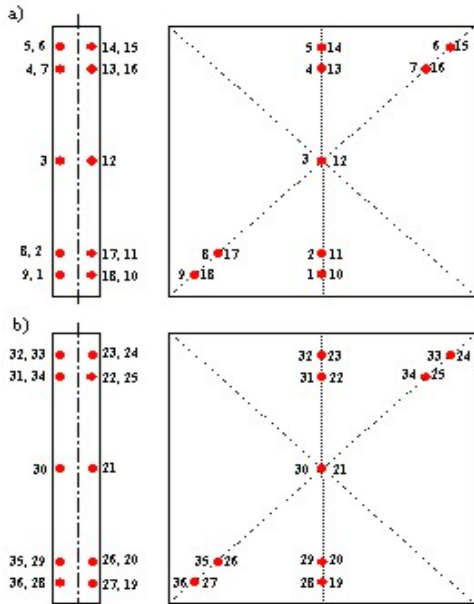 a)
5, 6 14, 15 5 14 6 15
4, 7 13, 16 4 13 7 16
3 12 3 12
8, 2 17, 11 8 17 2 11
9, 1 18, 10 9 18 1 10
b)
32, 33 23, 24 32 23 33 24
31, 34 22, 25 31 22 34 25
30 21 30 21
35, 29 26, 20 35 26 29 20
36, 28 27, 19 36 27 28 19